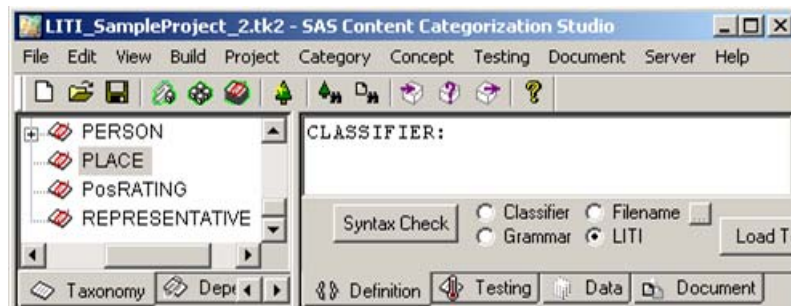 LITI_SampleProject_2.tk2 - SAS Content Categorization Studio
File Edit View Build Project Category Concept Testing Document Server Help
PERSON
PLACE
PosRATING
REPRESENTATIVE
Taxonomy Depe
CLASSIFIER:
Syntax Check Classifier Filename ... Load T
Grammar LITI
Definition Testing Data Document